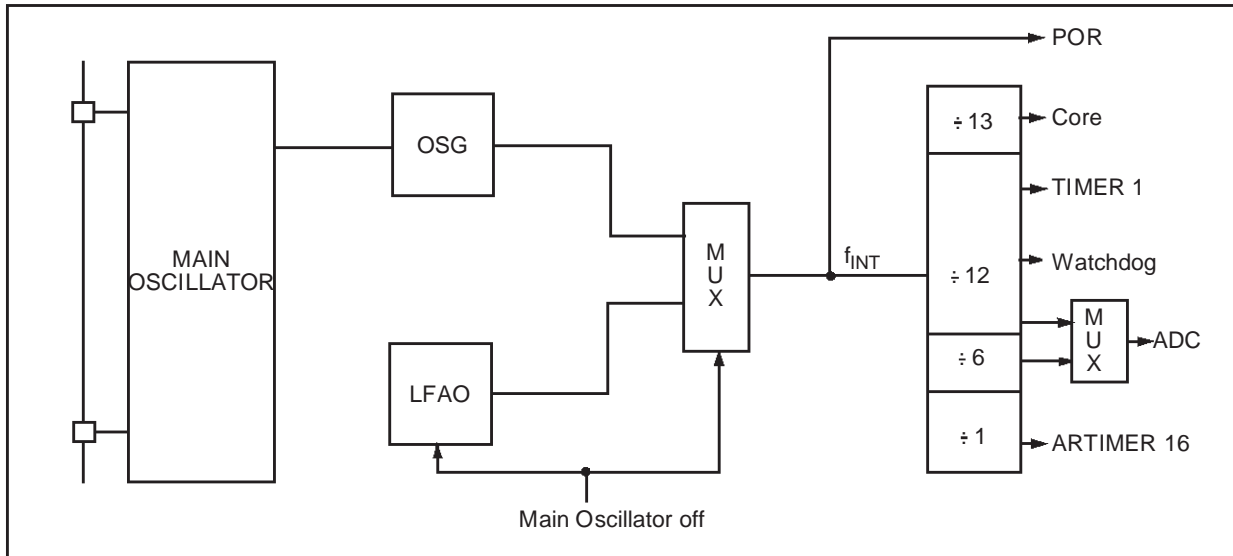 POR
÷ 13
Core
OSG
TIMER 1
MAIN
OSCILLATOR
M
U
X
fINT
Watchdog
÷ 12
M
U
X
ADC
÷ 6
LFAO
÷ 1
ARTIMER 16
Main Oscillator off